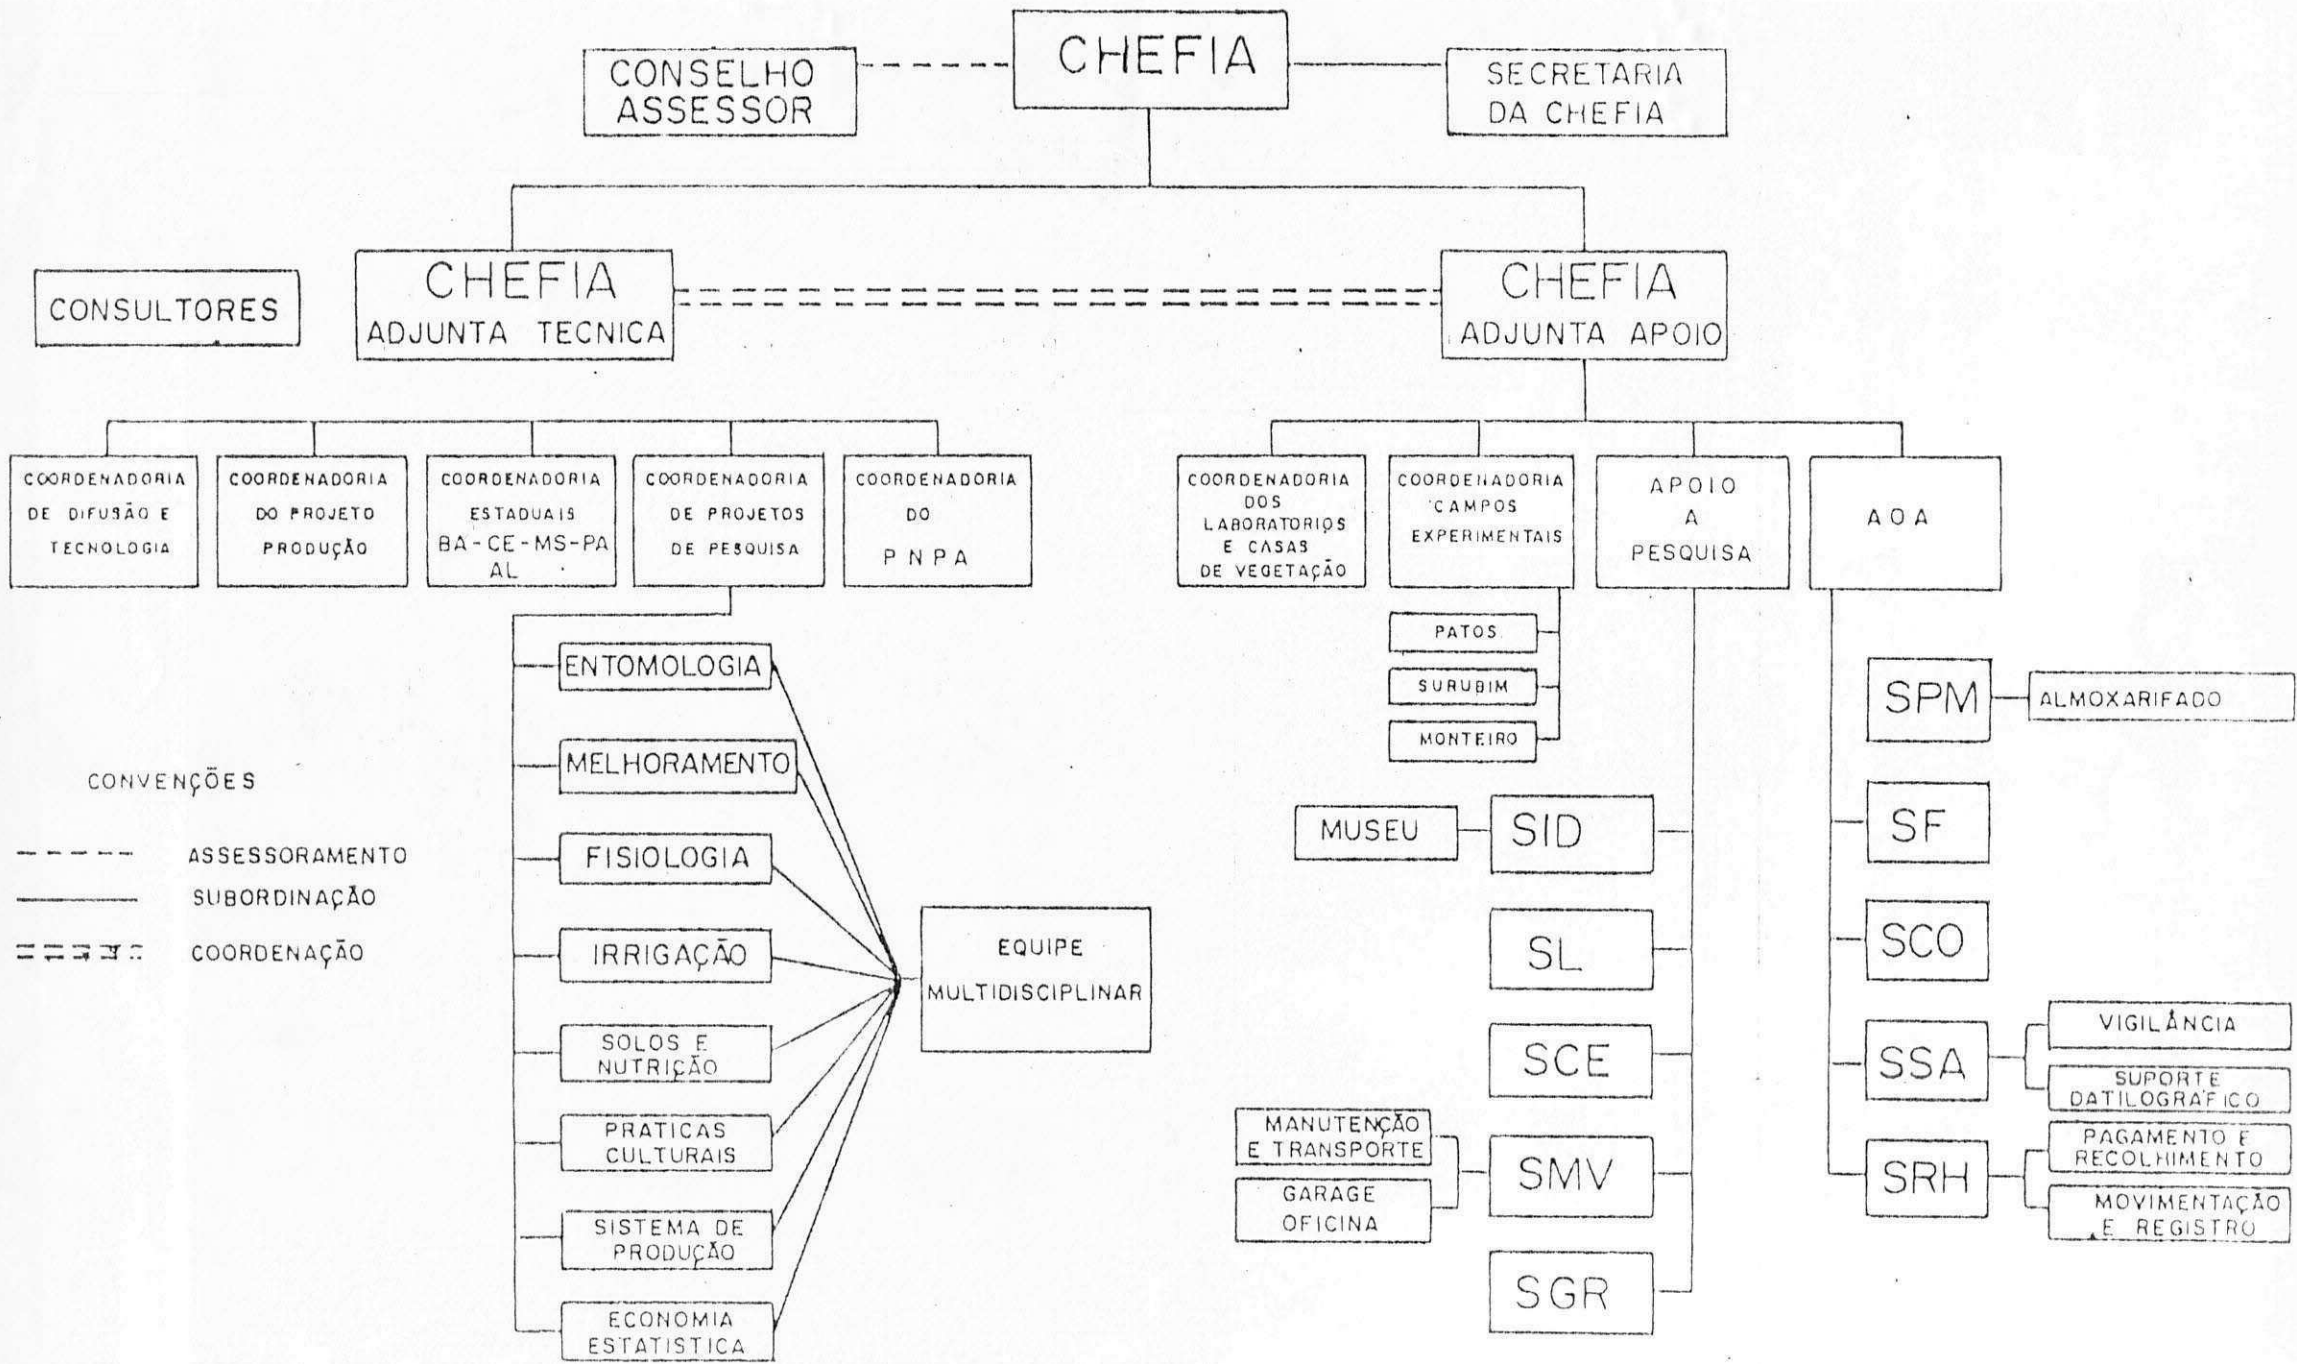 CHEFIA
CONSELHO
ASSESSOR
SECRETARIA
DA CHEFIA
CONSULTORES
CHEFIA
ADJUNTA TECNICA
CHEFIA
ADJUNTA APOIO
COORDENADORIA
DE DIFUSÃO E
TECNOLOGIA
COORDENADORIA
DO PROJETO
PRODUÇÃO
COORDENADORIA
ESTADUAIS
BA-CE-MS-PA
AL
COORDENADORIA
DE PROJETOS
DE PESQUISA
COORDENADORIA
DO
PNPA
COORDENADORIA
DOS
LABORATORIOS
E CASAS
DE VEGETAÇÃO
COORDENADORIA
CAMPOS
EXPERIMENTAIS
APOIO
A
PESQUISA
AOA
ENTOMOLOGIA
MELHORAMENTO
FISIOLOGIA
IRRIGAÇÃO
SOLOS E
NUTRIÇÃO
PRATICAS
CULTURAIS
SISTEMA DE
PRODUÇÃO
ECONOMIA
ESTATISTICA
EQUIPE
MULTIDISCIPLINAR
PATOS
SURUBIM
MONTEIRO
MUSEU
SID
SL
SCE
MANUTENÇÃO
E TRANSPORTE
GARAGE
OFICINA
SMV
SGR
SPM
ALMOXARIFADO
SF
SCO
SSA
VIGILÂNCIA
SUPORTE
DATILOGRÁFICO
SRH
PAGAMENTO E
RECOLHIMENTO
MOVIMENTAÇÃO
E REGISTRO
CONVENÇÕES
ASSESSORAMENTO
SUBORDINAÇÃO
COORDENAÇÃO